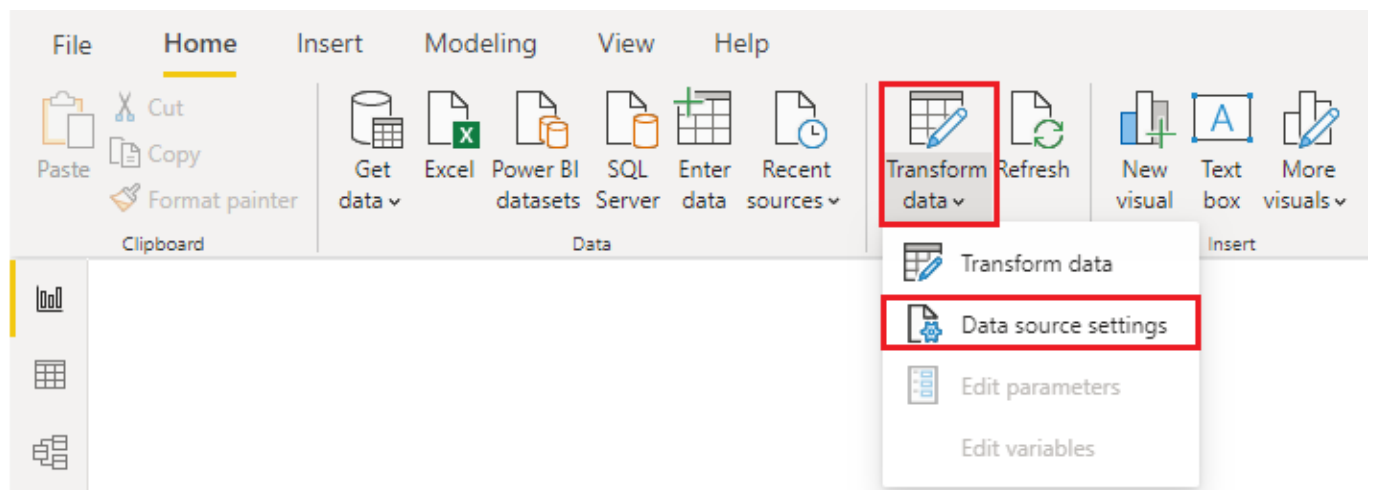 File Home Insert Modeling View Help
Cut
Copy
Format painter
Paste
Clipboard
Get
data
Excel
Power BI
datasets
SQL
Server
Enter
data
Recent
sources
Data
Transform
data
Refresh
New
visual
A
Text
box
More
visuals
Insert
Transform data
Data source settings
Edit parameters
Edit variables